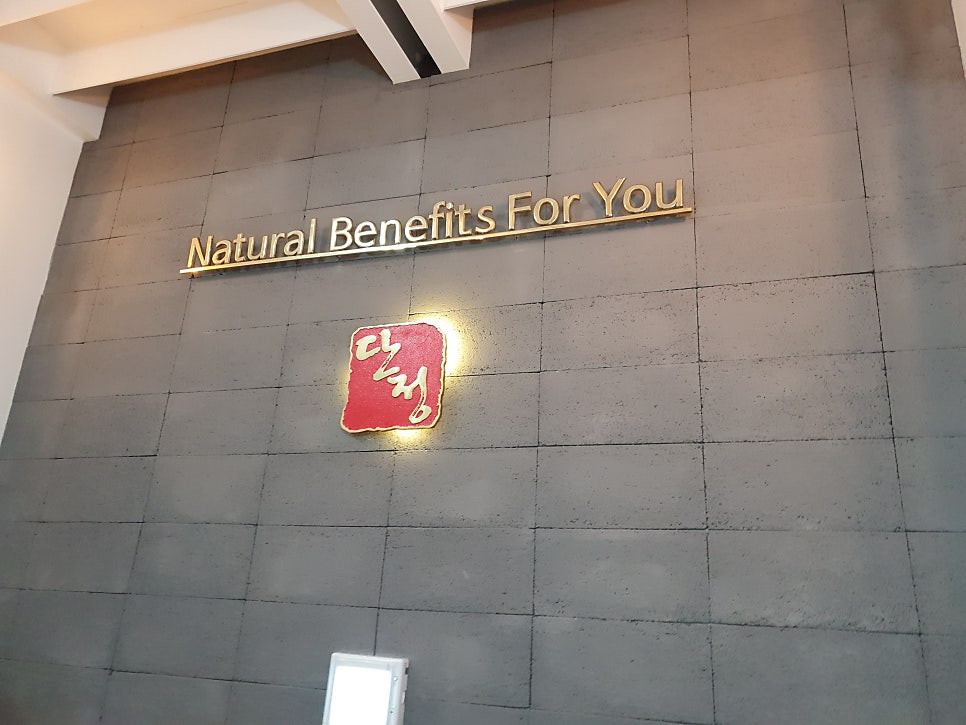 Natural Benefits For You
단
정